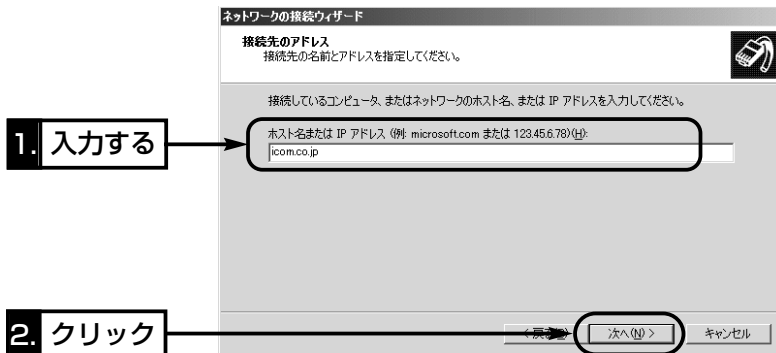 ネットワークの接続ウィザード
接続先のアドレス
接続先の名前とアドレスを指定してください。
接続しているコンピュータ、またはネットワークのホスト名、または IP アドレスを入力してください。
1. 入力する
ホスト名または IP アドレス (例: microsoft.com または 123.45.6.78)(H):
icom.co.jp
2. クリック
次へ(N) >
キャンセル